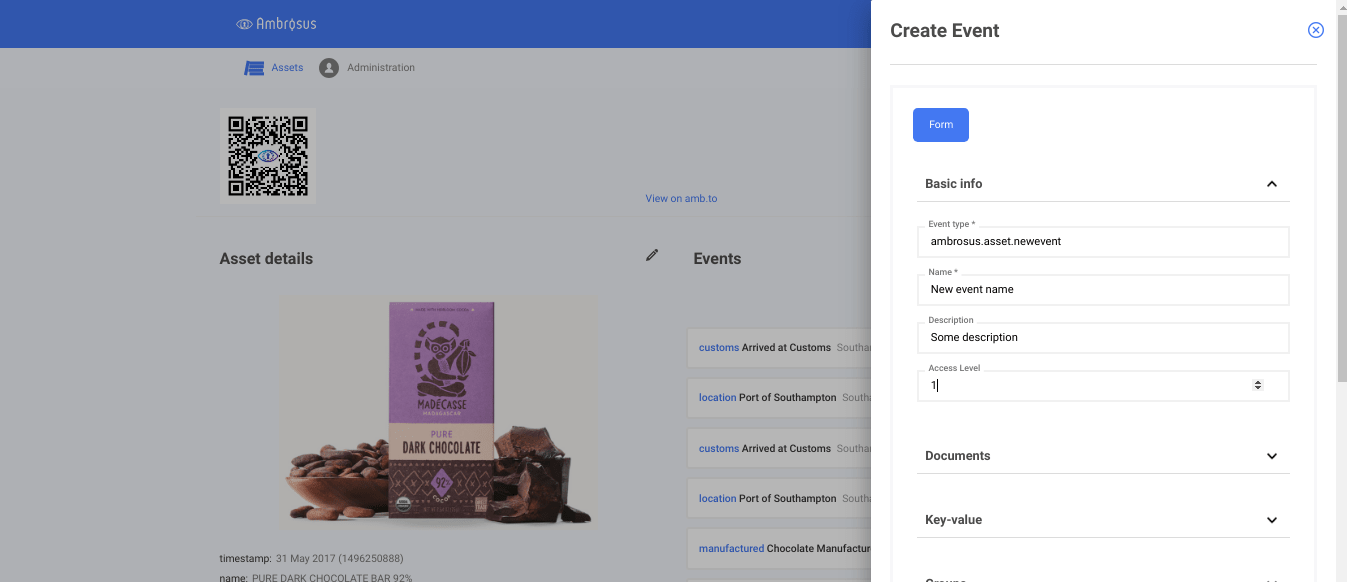 Ambrosus
Assets
Administration
View on amb.to
Asset details
MADÉCASSE
MADAGASCAR
PURE
DARK CHOCOLATE
92%
timestamp: 31 May 2017 (1496250888)
name: PURE DARK CHOCOLATE BAR 92%
Events
customs Arrived at Customs Southa
location Port of Southampton South
customs Arrived at Customs Southa
location Port of Southampton South
manufactured Chocolate Manufactur
Create Event
Form
Basic info
Event type *
ambrosus.asset.newevent
Name *
New event name
Description
Some description
Access Level
1
Documents
Key-value
Groups